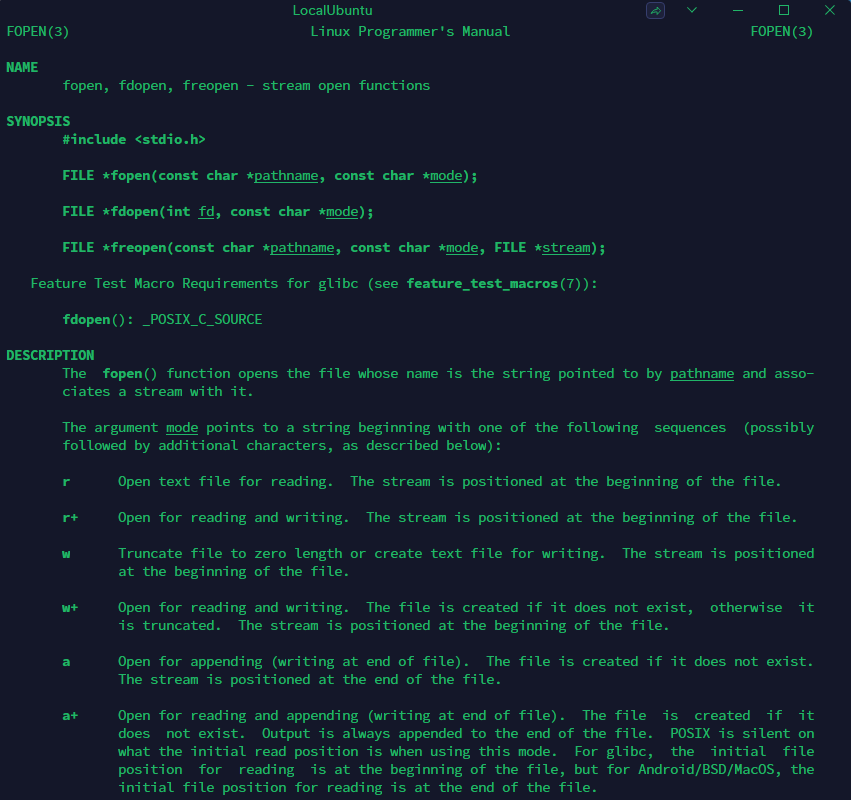 LocalUbuntu
FOPEN(3) Linux Programmer's Manual FOPEN(3)
NAME
fopen, fdopen, freopen - stream open functions
SYNOPSIS
#include <stdio.h>
FILE *fopen(const char *pathname, const char *mode);
FILE *fdopen(int fd, const char *mode);
FILE *freopen(const char *pathname, const char *mode, FILE *stream);
Feature Test Macro Requirements for glibc (see feature_test_macros(7)):
fdopen(): _POSIX_C_SOURCE
DESCRIPTION
The  fopen() function opens the file whose name is the string pointed to by pathname and asso-
ciates a stream with it.
The argument mode points to a string beginning with one of the following  sequences  (possibly
followed by additional characters, as described below):
r      Open text file for reading.  The stream is positioned at the beginning of the file.
r+     Open for reading and writing.  The stream is positioned at the beginning of the file.
w      Truncate file to zero length or create text file for writing.  The stream is positioned
at the beginning of the file.
w+     Open for reading and writing.  The file is created if it does not exist,  otherwise  it
is truncated.  The stream is positioned at the beginning of the file.
a      Open for appending (writing at end of file).  The file is created if it does not exist.
The stream is positioned at the end of the file.
a+     Open for reading and appending (writing at end of file).  The file  is  created  if  it
does  not exist.  Output is always appended to the end of the file.  POSIX is silent on
what the initial read position is when using this mode.  For glibc,  the  initial  file
position  for  reading  is at the beginning of the file, but for Android/BSD/MacOS, the
initial file position for reading is at the end of the file.